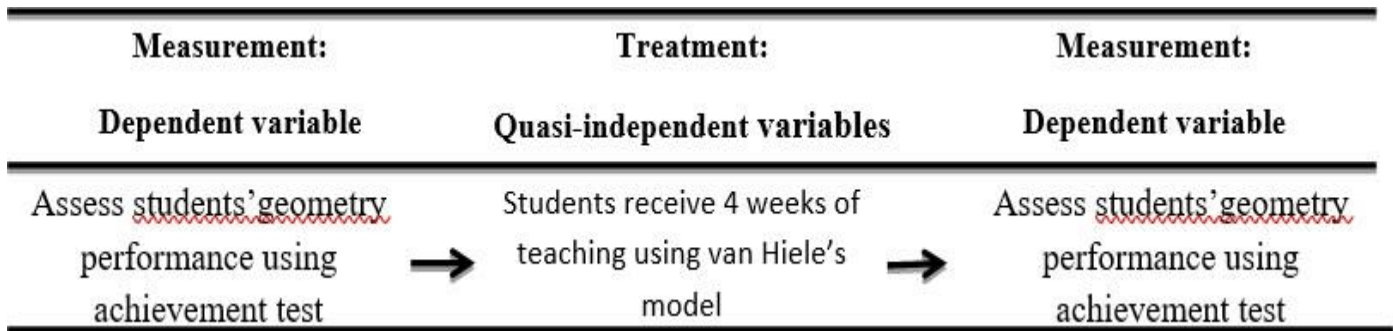 Measurement: Treatment: Measurement:
Dependent variable Quasi-independent variables Dependent variable
Assess students’geometry Students receive 4 weeks of Assess students’geometry
performance using teaching using van Hiele’s performance using
achievement test model achievement test